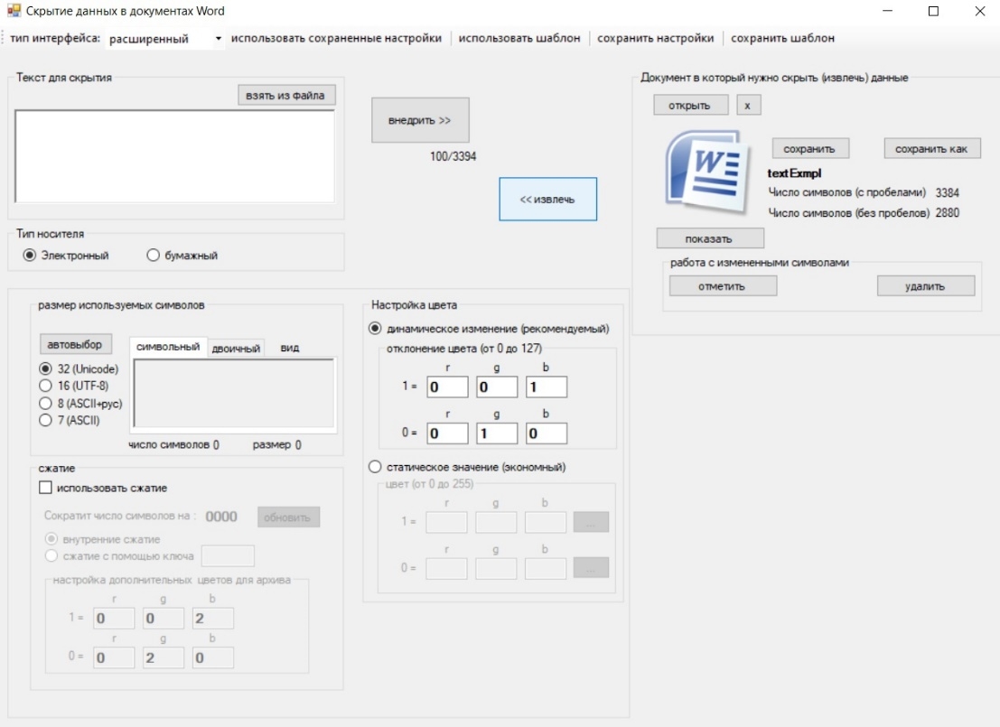 Скрытие данных в документах Word
тип интерфейса: расширенный использовать сохраненные настройки использовать шаблон сохранить настройки сохранить шаблон
Текст для скрытия
взять из файла
внедрить >>
100/3394
<< извлечь
Документ в который нужно скрыть (извлечь) данные
открыть x
W
сохранить сохранить как
textExmpl
Число символов (с пробелами) 3384
Число символов (без пробелов) 2880
показать
работа с измененными символами
отметить удалить
Тип носителя
Электронный бумажный
размер используемых символов
автовыбор символьный двоичный вид
32 (Unicode)
16 (UTF-8)
8 (ASCII+рус)
7 (ASCII)
число символов 0 размер 0
сжатие
использовать сжатие
Сократит число символов на : 0000 обновить
внутренние сжатие
сжатие с помощью ключа
настройка дополнительных цветов для архива
r g b
1 = 0 0 2
r g b
0 = 0 2 0
Настройка цвета
динамическое изменение (рекомендуемый)
отклонение цвета (от 0 до 127)
r g b
1 = 0 0 1
r g b
0 = 0 1 0
статическое значение (экономный)
цвет (от 0 до 255)
r g b
1 = ...
r g b
0 = ...